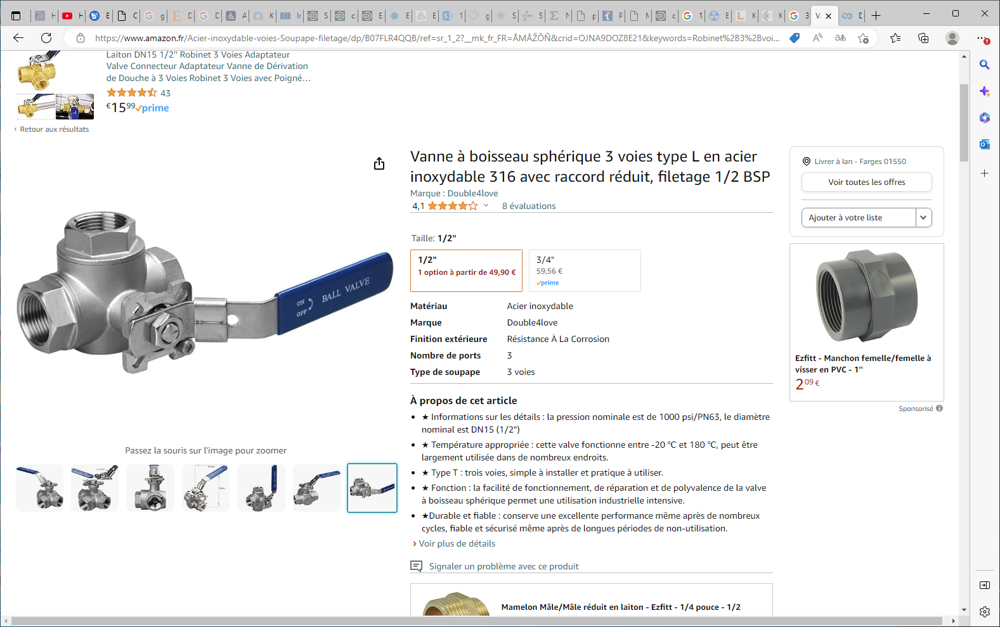 https://www.amazon.fr/Acier-inoxydable-voies-Soupape-filetage/dp/B07FLR4QQB/ref=sr_1_2?__mk_fr_FR=ÅMÅŽÕÑ&crid=OJNA9DOZ8E21&keywords=Robinet%2B3%2Bvoi...
Laiton DN15 1/2" Robinet 3 Voies Adaptateur
Valve Connecteur Adaptateur Vanne de Dérivation
de Douche à 3 Voies Robinet 3 Voies avec Poigné…
43
€15⁹⁹ prime
‹ Retour aux résultats
Vanne à boisseau sphérique 3 voies type L en acier
inoxydable 316 avec raccord réduit, filetage 1/2 BSP
Marque : Double4love
4,1 8 évaluations
Taille: 1/2"
1/2"
1 option à partir de 49,90 €
3/4"
59,56 €
prime
Matériau Acier inoxydable
Marque Double4love
Finition extérieure Résistance À La Corrosion
Nombre de ports 3
Type de soupape 3 voies
À propos de cet article
• ★ Informations sur les détails : la pression nominale est de 1000 psi/PN63, le diamètre
nominal est DN15 (1/2")
• ★ Température appropriée : cette valve fonctionne entre -20 °C et 180 °C, peut être
largement utilisée dans de nombreux endroits.
• ★ Type T : trois voies, simple à installer et pratique à utiliser.
• ★ Fonction : la facilité de fonctionnement, de réparation et de polyvalence de la valve
à boisseau sphérique permet une utilisation industrielle intensive.
• ★Durable et fiable : conserve une excellente performance même après de nombreux
cycles, fiable et sécurisé même après de longues périodes de non-utilisation.
› Voir plus de détails
Signaler un problème avec ce produit
Mamelon Mâle/Mâle réduit en laiton - Ezfitt - 1/4 pouce - 1/2
ON
OFF
BALL VALVE
Passez la souris sur l'image pour zoomer
Livrer à Ian - Farges 01550
Voir toutes les offres
Ajouter à votre liste
Ezfitt - Manchon femelle/femelle à
visser en PVC - 1''
2⁰⁹ €
Sponsorisé